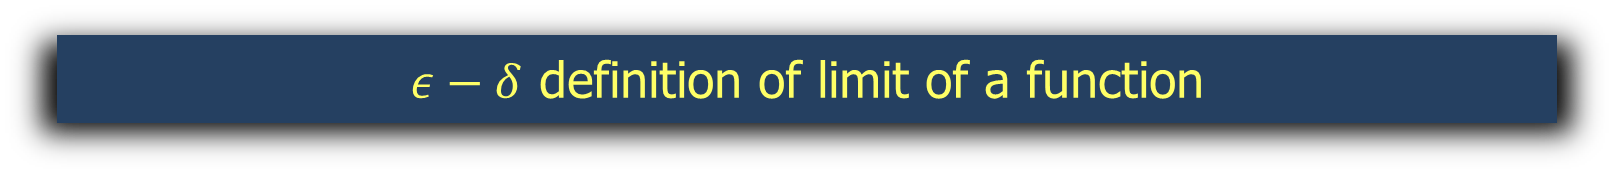 ϵ − δ definition of limit of a function